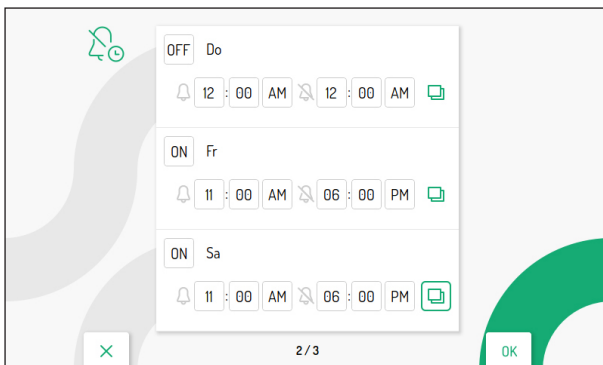 OFF Do
12 : 00 AM 12 : 00 AM
ON Fr
11 : 00 AM 06 : 00 PM
ON Sa
11 : 00 AM 06 : 00 PM
2/3 OK